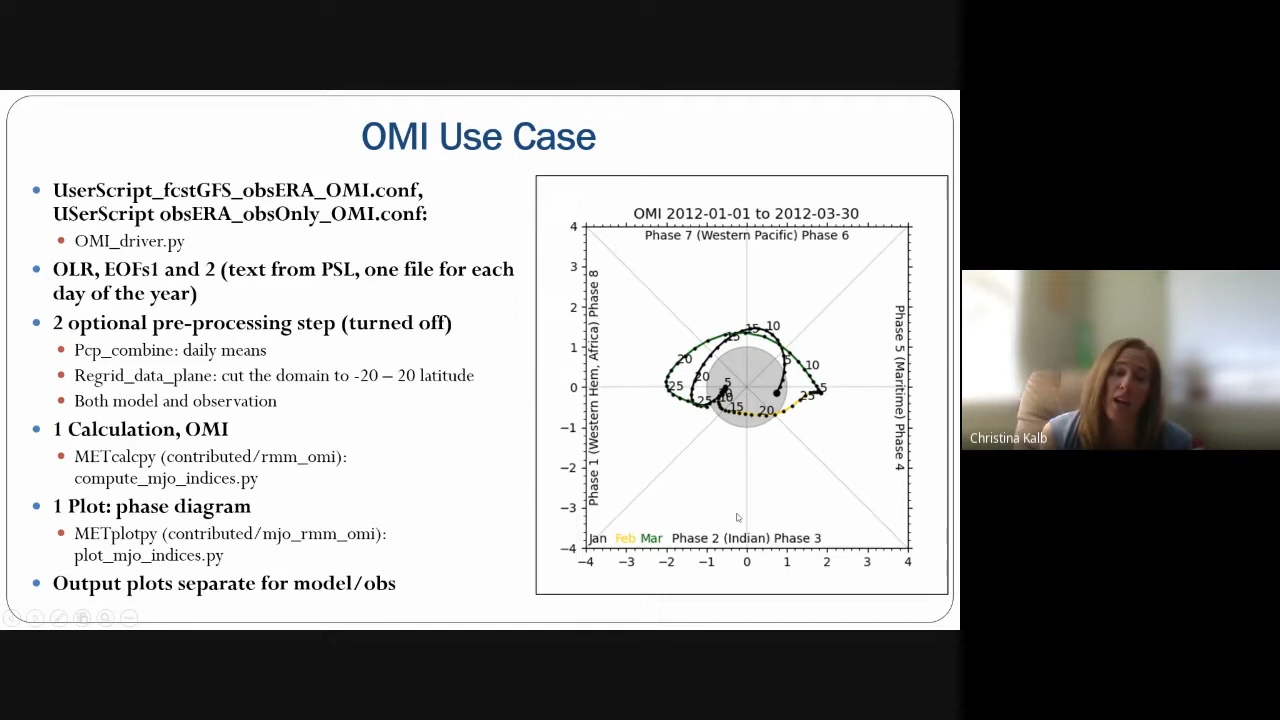 OMI Use Case
UserScript_fcstGFS_obsERA_OMI.conf,
USerScript obsERA_obsOnly_OMI.conf:
OMI_driver.py
OLR, EOFs1 and 2 (text from PSL, one file for each
day of the year)
2 optional pre-processing step (turned off)
Pcp_combine: daily means
Regrid_data_plane: cut the domain to -20 – 20 latitude
Both model and observation
1 Calculation, OMI
METcalcpy (contributed/rmm_omi):
compute_mjo_indices.py
1 Plot: phase diagram
METplotpy (contributed/mjo_rmm_omi):
plot_mjo_indices.py
Output plots separate for model/obs
OMI 2012-01-01 to 2012-03-30
Phase 7 (Western Pacific) Phase 6
Phase 1 (Western Hem, Africa) Phase 8
Phase 5 (Maritime) Phase 4
Jan Feb Mar Phase 2 (Indian) Phase 3
4
3
2
1
0
−1
−2
−3
−4
−4 −3 −2 −1 0 1 2 3 4
15 10
15
20
5
10
20
25
5
25
5
10
25
15
20
Christina Kalb